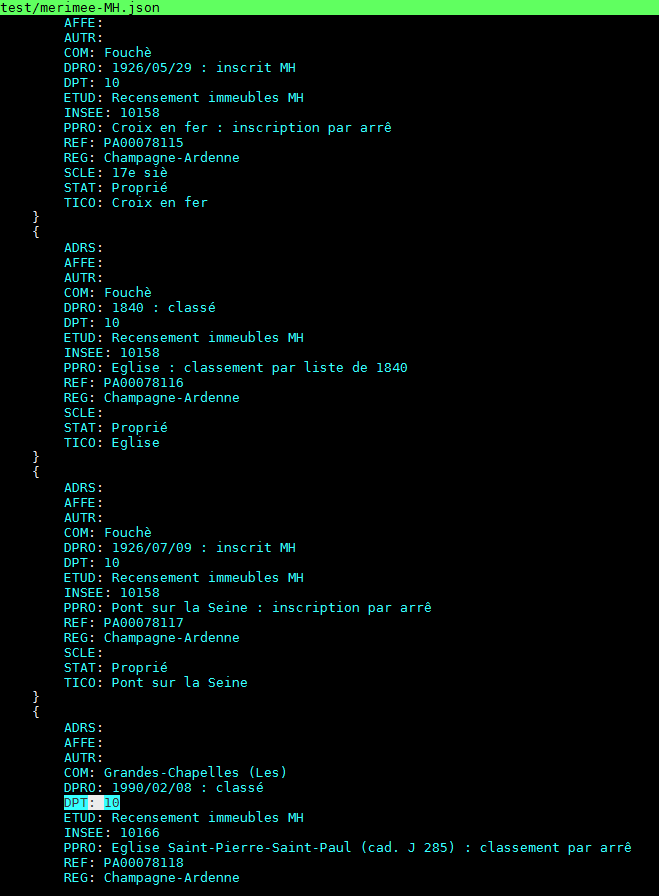 test/merimee-MH.json
AFFE:
AUTR:
COM: Fouchè
DPRO: 1926/05/29 : inscrit MH
DPT: 10
ETUD: Recensement immeubles MH
INSEE: 10158
PPRO: Croix en fer : inscription par arrê
REF: PA00078115
REG: Champagne-Ardenne
SCLE: 17e siè
STAT: Proprié
TICO: Croix en fer
}
{
ADRS:
AFFE:
AUTR:
COM: Fouchè
DPRO: 1840 : classé
DPT: 10
ETUD: Recensement immeubles MH
INSEE: 10158
PPRO: Eglise : classement par liste de 1840
REF: PA00078116
REG: Champagne-Ardenne
SCLE:
STAT: Proprié
TICO: Eglise
}
{
ADRS:
AFFE:
AUTR:
COM: Fouchè
DPRO: 1926/07/09 : inscrit MH
DPT: 10
ETUD: Recensement immeubles MH
INSEE: 10158
PPRO: Pont sur la Seine : inscription par arrê
REF: PA00078117
REG: Champagne-Ardenne
SCLE:
STAT: Proprié
TICO: Pont sur la Seine
}
{
ADRS:
AFFE:
AUTR:
COM: Grandes-Chapelles (Les)
DPRO: 1990/02/08 : classé
DPT: 10
ETUD: Recensement immeubles MH
INSEE: 10166
PPRO: Eglise Saint-Pierre-Saint-Paul (cad. J 285) : classement par arrê
REF: PA00078118
REG: Champagne-Ardenne